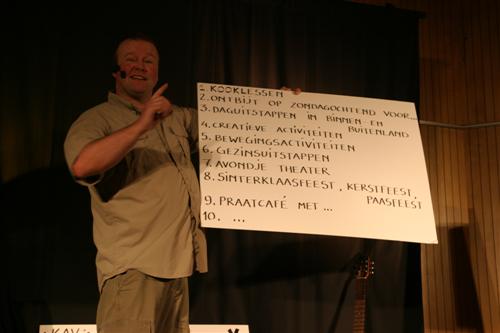 1. KOOKLESSEN
2. ONTBIJT OP ZONDAGOCHTEND VOOR...
3. DAGUITSTAPPEN IN BINNEN- EN
BUITENLAND
4. CREATIEVE ACTIVITEITEN
5. BEWEGINGSACTIVITEITEN
6. GEZINSUITSTAPPEN
7. AVONDJE THEATER
8. SINTERKLAASFEEST, KERSTFEEST,
PAASFEEST
9. PRAATCAFÉ MET ...
10. ...